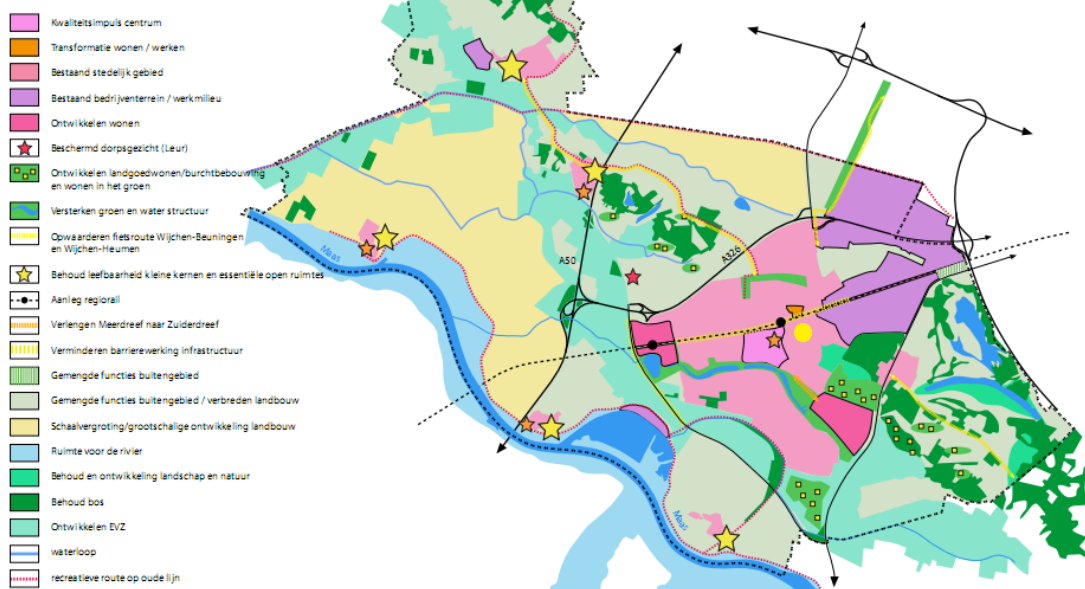 Kwaliteitsimpuls centrum
Transformatie wonen / werken
Bestaand stedelijk gebied
Bestaand bedrijventerrein / werkmilieu
Ontwikkelen wonen
Beschermd dorpsgezicht (Leur)
Ontwikkelen landgoedwonen/burchtbebouwing
en wonen in het groen
Versterken groen en water structuur
Opwaarderen fietsroute Wijchen-Beuningen
en Wijchen-Heumen
Behoud leefbaarheid kleine kernen en essentiële open ruimtes
Aanleg regiorail
Verlengen Meerdreef naar Zuiderdreef
Verminderen barrierewerking infrastructuur
Gemengde functies buitengebied
Gemengde functies buitengebied / verbreden landbouw
Schaalvergroting/grootschalige ontwikkeling landbouw
Ruimte voor de rivier
Behoud en ontwikkeling landschap en natuur
Behoud bos
Ontwikkelen EVZ
waterloop
recreatieve route op oude lijn
Maas
A50
A326
Maas